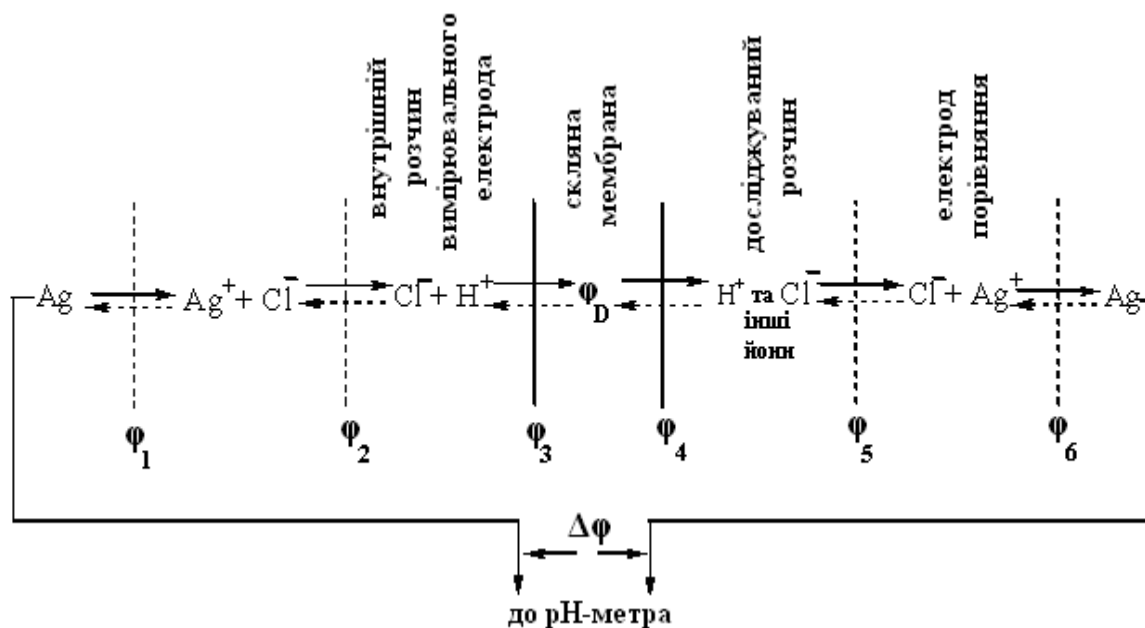 внутрішній
розчин
вимірювального
електрода
скляна
мембрана
досліджуваний
розчин
електрод
порівняння
Ag Ag⁺ + Cl⁻ Cl⁻ + H⁺ φD H⁺ та Cl⁻ Cl⁻ + Ag⁺ Ag
інші
йони
φ1 φ2 φ3 φ4 φ5 φ6
Δφ
до рН-метра